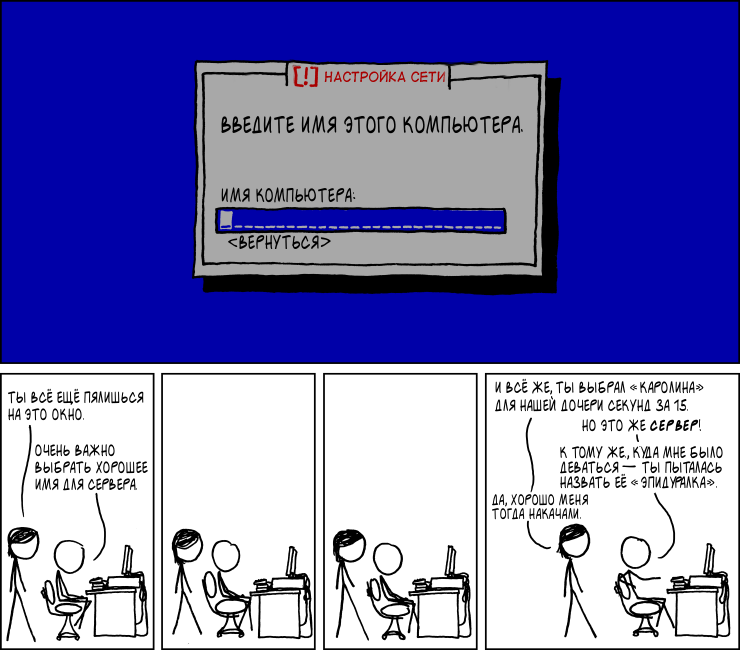 [!] НАСТРОЙКА СЕТИ
ВВЕДИТЕ ИМЯ ЭТОГО КОМПЬЮТЕРА.
ИМЯ КОМПЬЮТЕРА:
<ВЕРНУТЬСЯ>
ТЫ ВСЁ ЕЩЁ ПЯЛИШЬСЯ
НА ЭТО ОКНО.
ОЧЕНЬ ВАЖНО
ВЫБРАТЬ ХОРОШЕЕ
ИМЯ ДЛЯ СЕРВЕРА.
И ВСЁ ЖЕ, ТЫ ВЫБРАЛ «КАРОЛИНА»
ДЛЯ НАШЕЙ ДОЧЕРИ СЕКУНД ЗА 15.
НО ЭТО ЖЕ СЕРВЕР!
К ТОМУ ЖЕ, КУДА МНЕ БЫЛО
ДЕВАТЬСЯ — ТЫ ПЫТАЛАСЬ
НАЗВАТЬ ЕЁ «ЭПИДУРАЛКА».
ДА, ХОРОШО МЕНЯ
ТОГДА НАКАЧАЛИ.